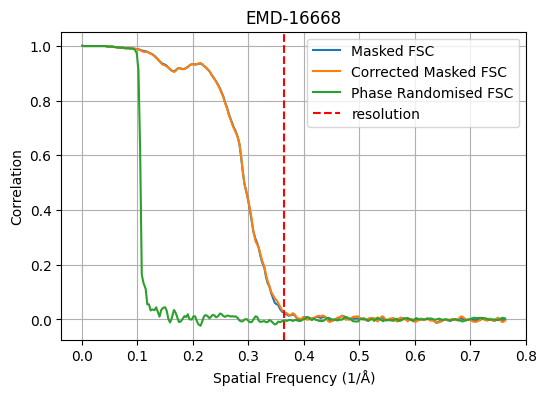 EMD-16668
1.0
0.8
0.6
0.4
0.2
0.0
Correlation
Masked FSC
Corrected Masked FSC
Phase Randomised FSC
resolution
0.0 0.1 0.2 0.3 0.4 0.5 0.6 0.7 0.8
Spatial Frequency (1/Å)